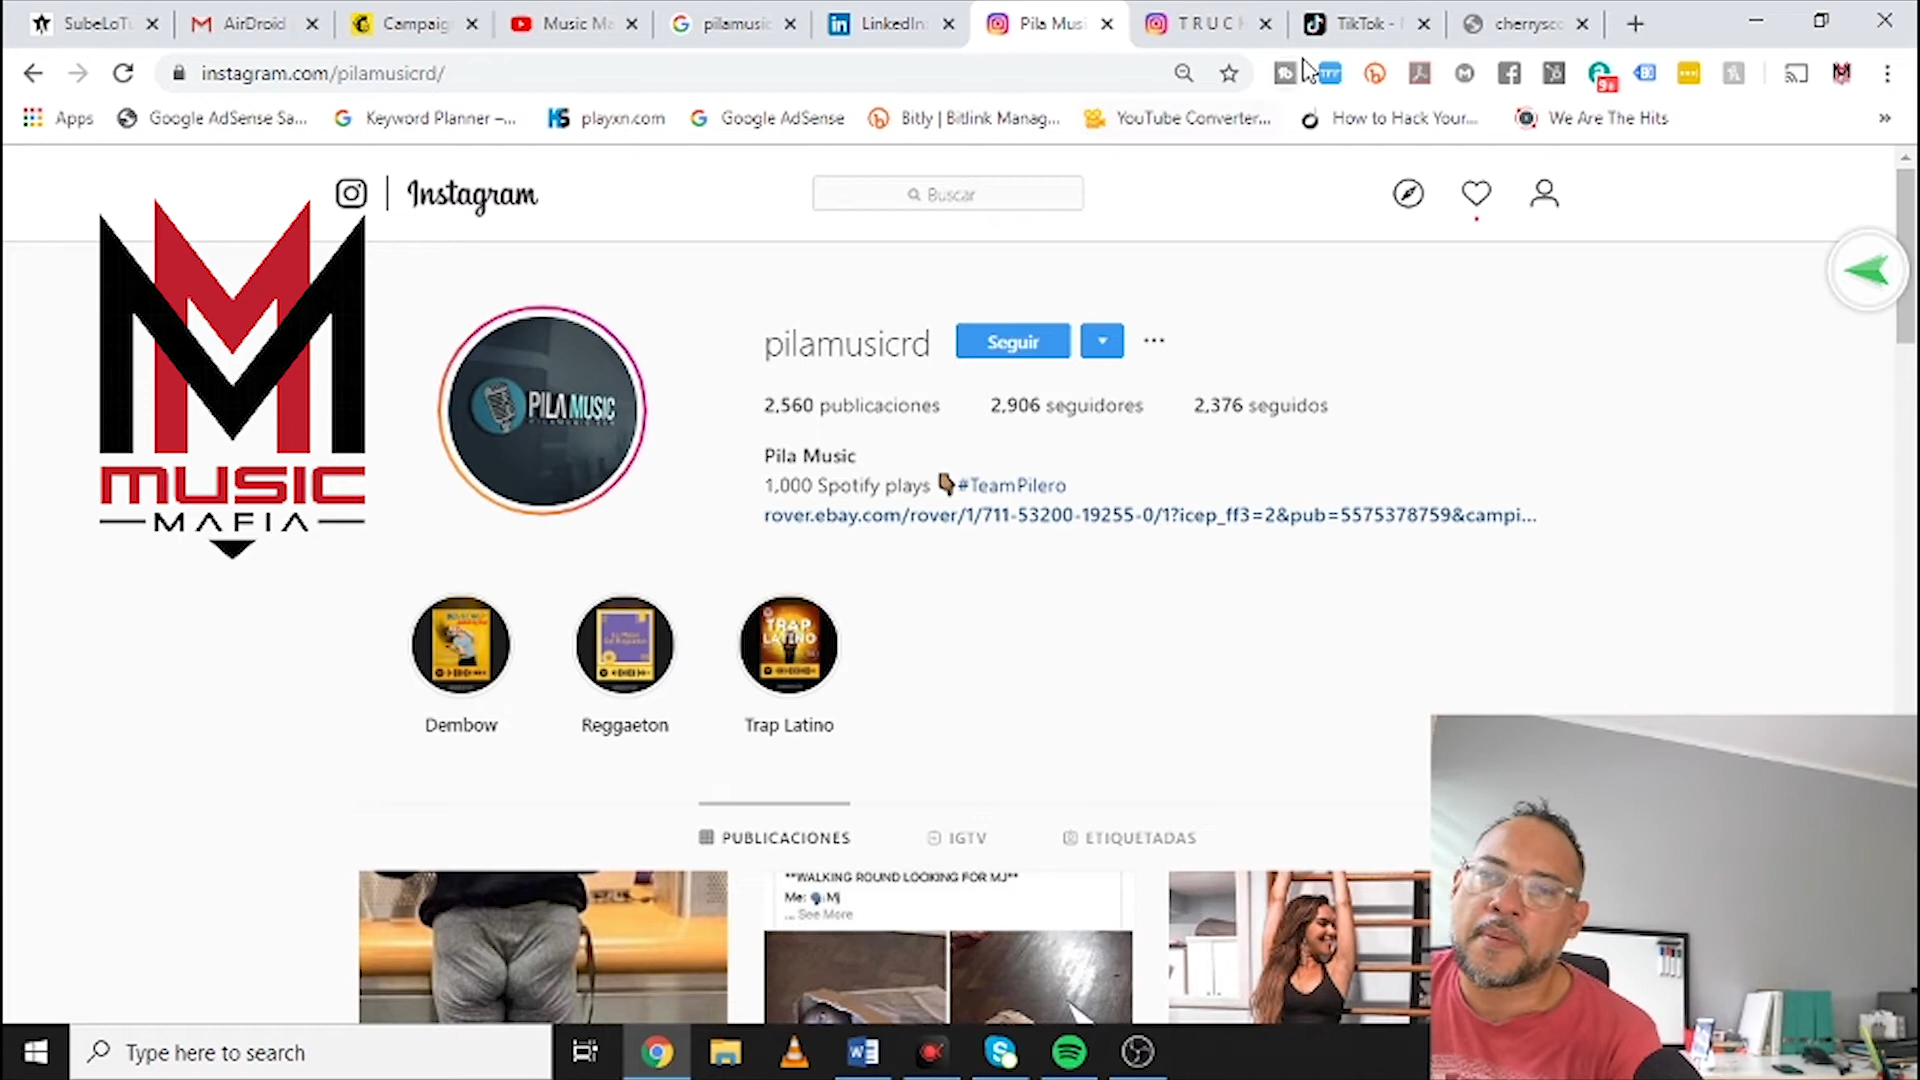 SubeLoT
AirDroid
Campaig
Music Ma
pilamusic
LinkedIn
Pila Musi
T R U C
TikTok -
cherrysco
instagram.com/pilamusicrd/
Apps
Google AdSense Sa...
Keyword Planner –...
playxn.com
Google AdSense
Bitly | Bitlink Manag...
YouTube Converter...
How to Hack Your...
We Are The Hits
Instagram
Buscar
MUSIC
MAFIA
PILA MUSIC
pilamusicrd
Seguir
2,560 publicaciones
2,906 seguidores
2,376 seguidos
Pila Music
1,000 Spotify plays #TeamPilero
rover.ebay.com/rover/1/711-53200-19255-0/1?icep_ff3=2&pub=5575378759&campi...
TRAP
LATINO
Dembow
Reggaeton
Trap Latino
PUBLICACIONES
IGTV
ETIQUETADAS
**WALKING ROUND LOOKING FOR MJ**
Me: Mj
... See More
Type here to search